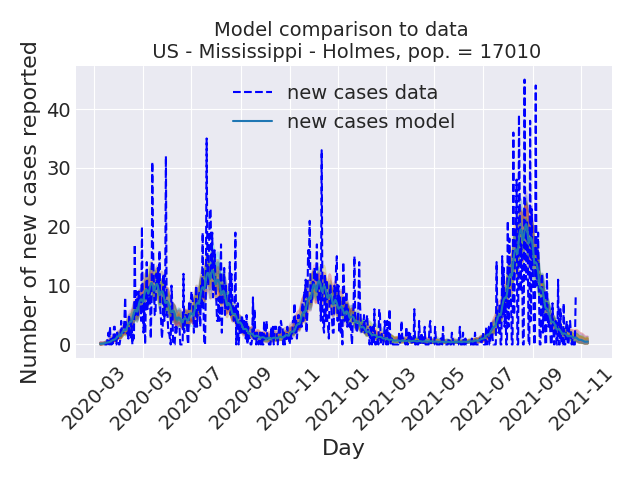 Model comparison to data
US - Mississippi - Holmes, pop. = 17010
Number of new cases reported
new cases data
new cases model
40
30
20
10
0
2020-03
2020-05
2020-07
2020-09
2020-11
2021-01
2021-03
2021-05
2021-07
2021-09
2021-11
Day